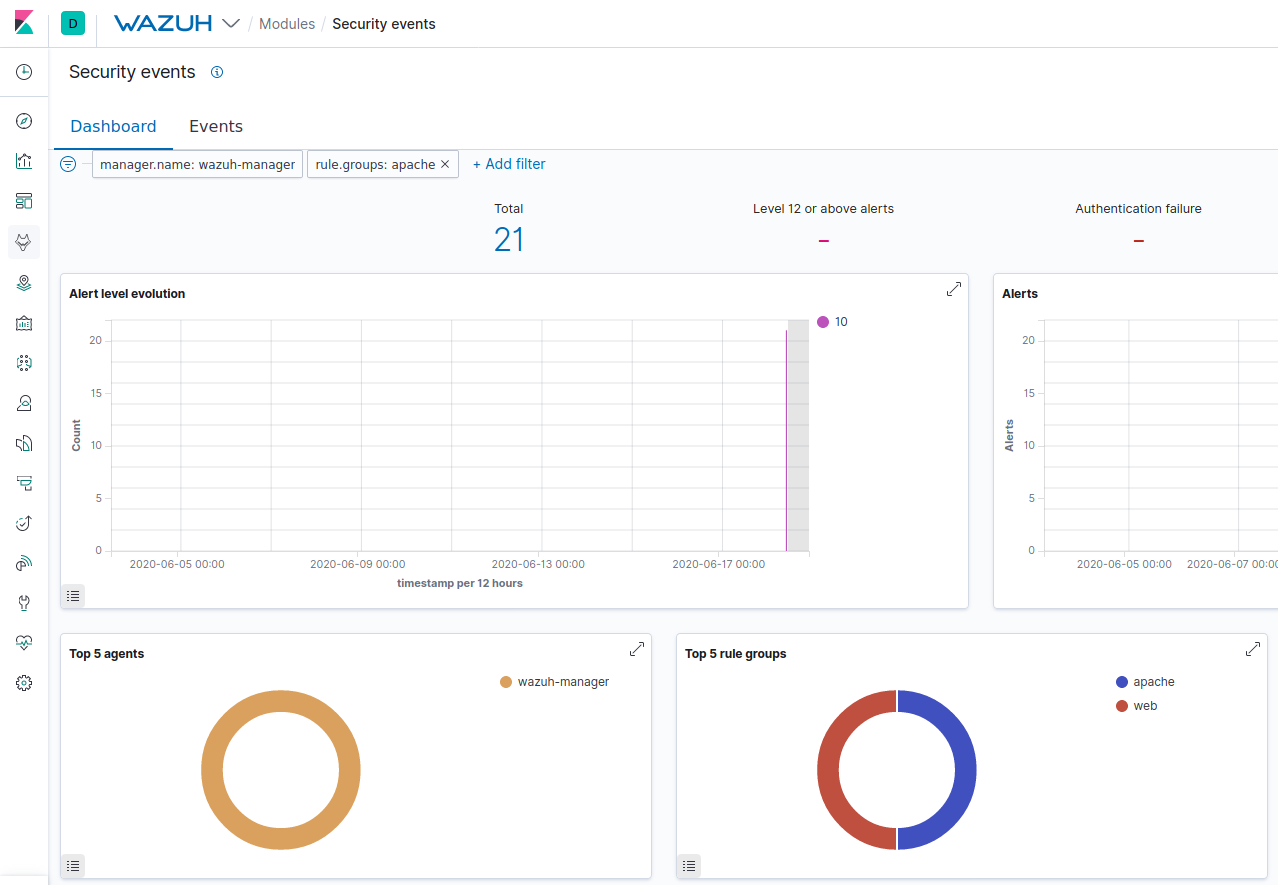 D WAZUH / Modules / Security events
Security events
Dashboard Events
manager.name: wazuh-manager rule.groups: apache × + Add filter
Total Level 12 or above alerts Authentication failure
21 – –
Alert level evolution
10
20
15
10
5
0
Count
2020-06-05 00:00 2020-06-09 00:00 2020-06-13 00:00 2020-06-17 00:00
timestamp per 12 hours
Alerts
20
15
10
5
0
Alerts
2020-06-05 00:00 2020-06-07 00:00
Top 5 agents
wazuh-manager
Top 5 rule groups
apache
web